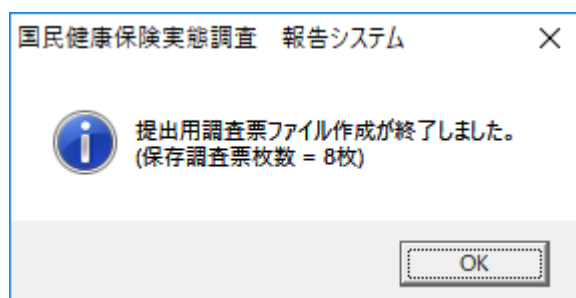 国民健康保険実態調査　報告システム
提出用調査票ファイル作成が終了しました。
(保存調査票枚数 = 8枚)
OK